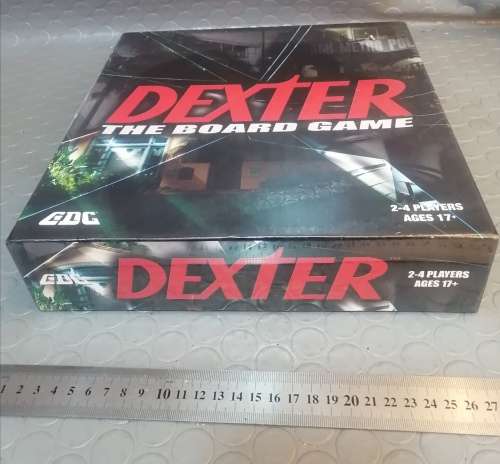 DEXTER
THE BOARD GAME
GDC
2-4 PLAYERS
AGES 17+
GDC
DEXTER
2-4 PLAYERS
AGES 17+
1 2 3 4 5 6 7 8 9 10 11 12 13 14 15 16 17 18 19 20 21 22 23 24 25 26 27